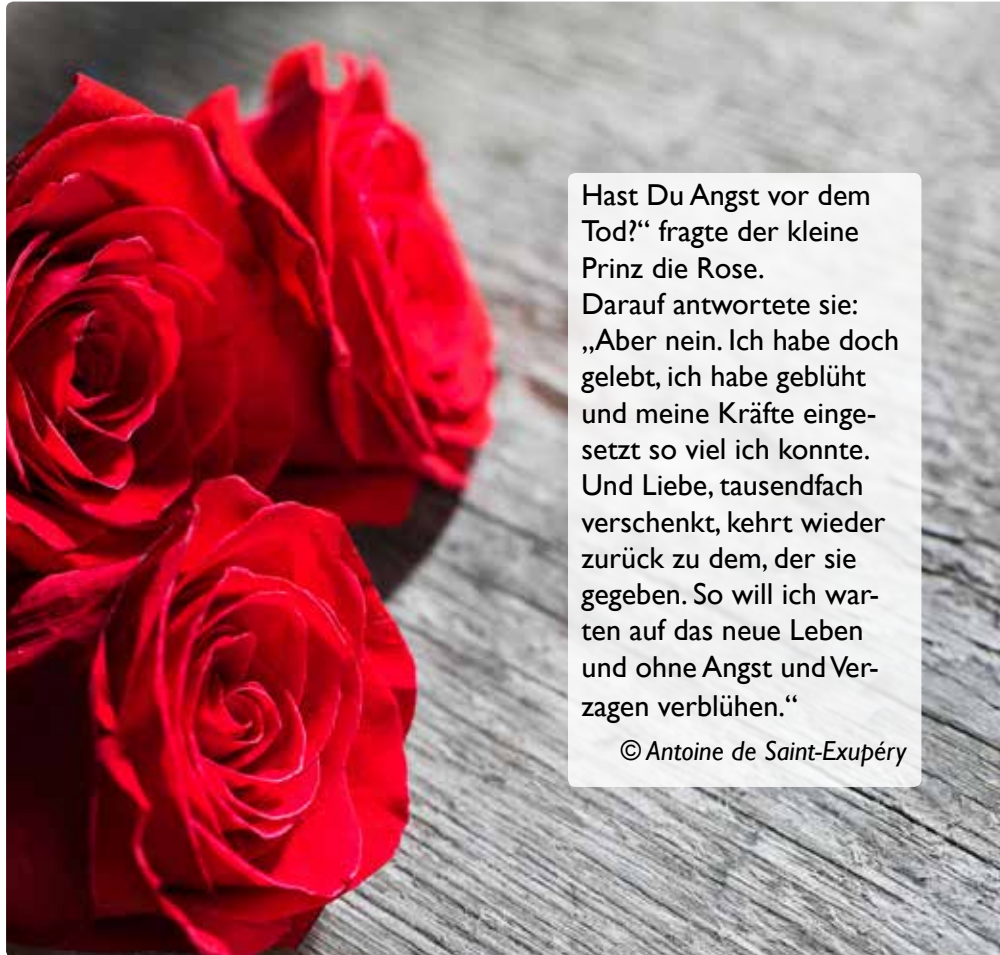 Hast Du Angst vor dem
Tod?“ fragte der kleine
Prinz die Rose.
Darauf antwortete sie:
„Aber nein. Ich habe doch
gelebt, ich habe geblüht
und meine Kräfte einge-
setzt so viel ich konnte.
Und Liebe, tausendfach
verschenkt, kehrt wieder
zurück zu dem, der sie
gegeben. So will ich war-
ten auf das neue Leben
und ohne Angst und Ver-
zagen verblühen.“
© Antoine de Saint-Exupéry